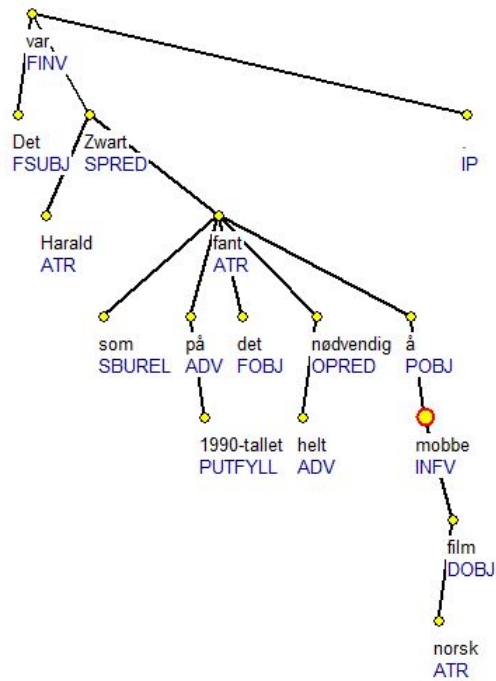 var
FINV
Det Zwart .
FSUBJ SPRED IP
Harald fant
ATR ATR
som på det nødvendig å
SBUREL ADV FOBJ OPRED POBJ
1990-tallet helt mobbe
PUTFYLL ADV INFV
film
DOBJ
norsk
ATR